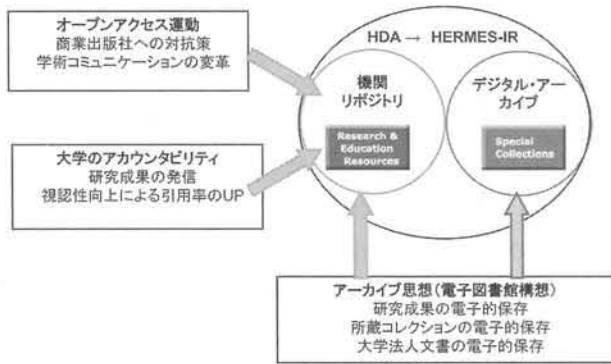 オープンアクセス運動
商業出版社への対抗策
学術コミュニケーションの変革
大学のアカウンタビリティ
研究成果の発信
視認性向上による引用率のUP
HDA → HERMES-IR
機関
リポジトリ
Research &
Education
Resources
デジタル・アー
カイブ
Special
Collections
アーカイブ思想(電子図書館構想)
研究成果の電子的保存
所蔵コレクションの電子的保存
大学法人文書の電子的保存